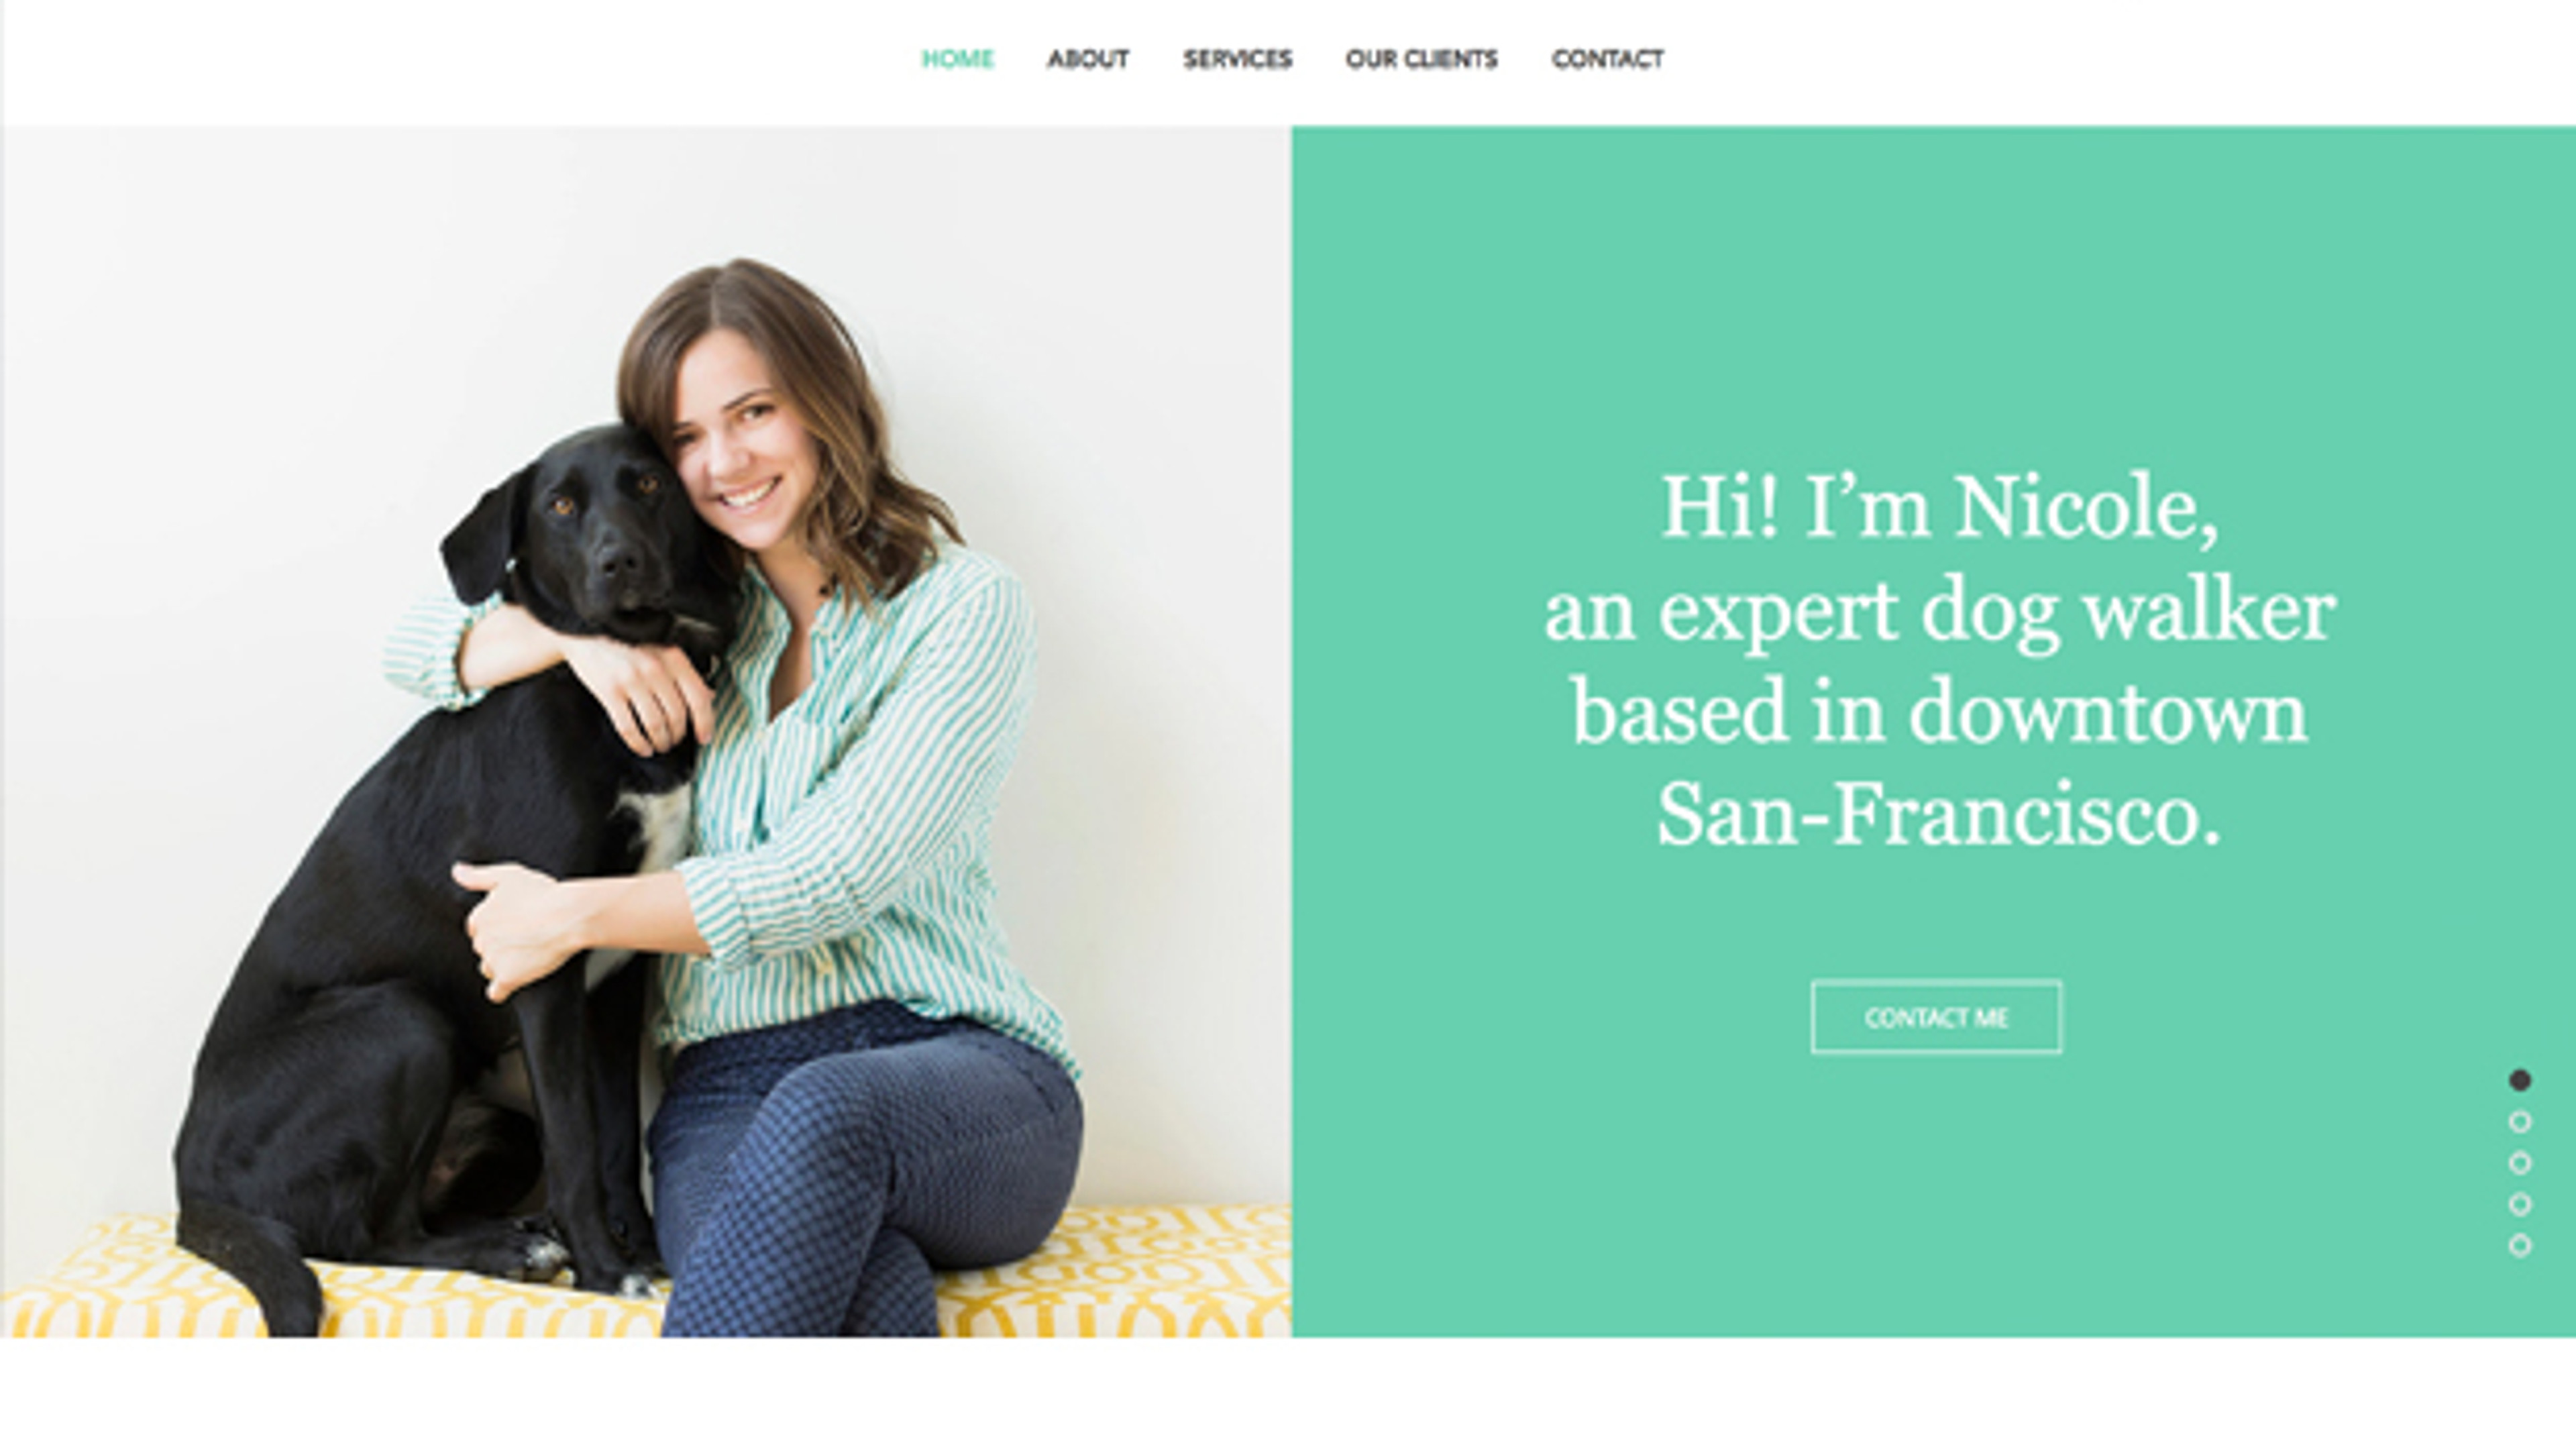 HOME ABOUT SERVICES OUR CLIENTS CONTACT
Hi! I’m Nicole,
an expert dog walker
based in downtown
San-Francisco.
CONTACT ME